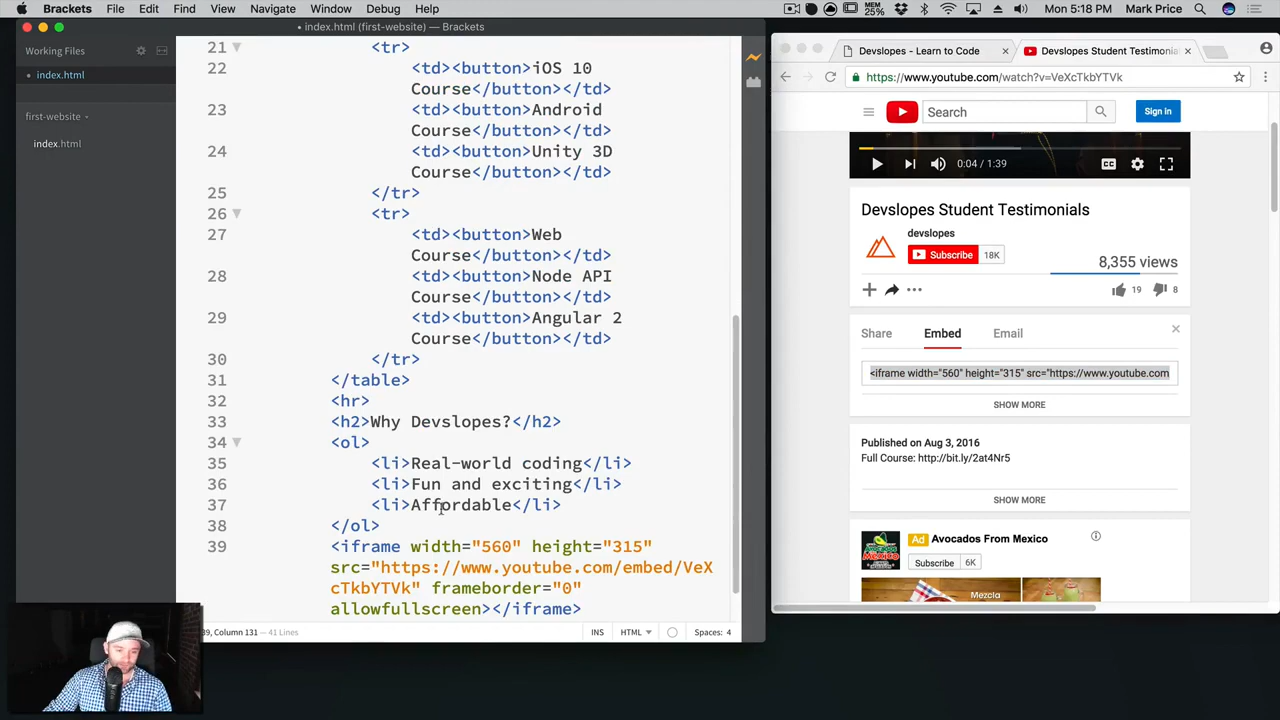 Brackets File Edit Find View Navigate Window Debug Help
MEM 25% Mon 5:18 PM Mark Price
• index.html (first-website) — Brackets
Working Files
• index.html
first-website
index.html
21 <tr>
22 <td><button>iOS 10
Course</button></td>
23 <td><button>Android
Course</button></td>
24 <td><button>Unity 3D
Course</button></td>
25 </tr>
26 <tr>
27 <td><button>Web
Course</button></td>
28 <td><button>Node API
Course</button></td>
29 <td><button>Angular 2
Course</button></td>
30 </tr>
31 </table>
32 <hr>
33 <h2>Why Devslopes?</h2>
34 <ol>
35 <li>Real-world coding</li>
36 <li>Fun and exciting</li>
37 <li>Affordable</li>
38 </ol>
39 <iframe width="560" height="315"
src="https://www.youtube.com/embed/VeX
cTkbYTVk" frameborder="0"
allowfullscreen></iframe>
39, Column 131 — 41 Lines
INS HTML Spaces: 4
Devslopes - Learn to Code
Devslopes Student Testimonia
https://www.youtube.com/watch?v=VeXcTkbYTVk
Search
Sign in
0:04 / 1:39
CC
Devslopes Student Testimonials
devslopes
Subscribe 18K
8,355 views
19 8
Share Embed Email
<iframe width="560" height="315" src="https://www.youtube.com
SHOW MORE
Published on Aug 3, 2016
Full Course: http://bit.ly/2at4Nr5
SHOW MORE
Ad Avocados From Mexico
Subscribe 6K
Mezcla